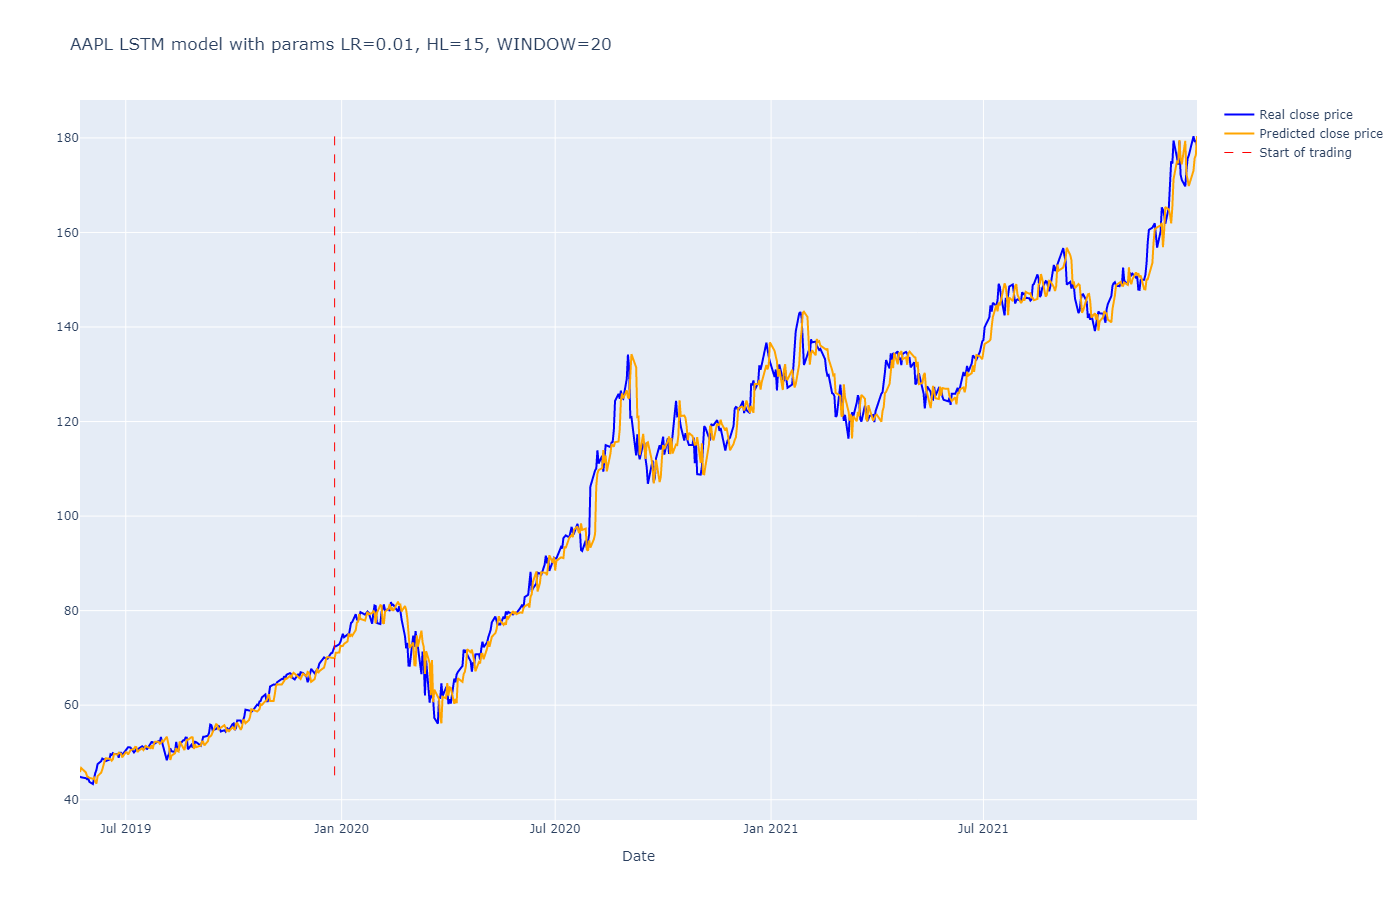 AAPL LSTM model with params LR=0.01, HL=15, WINDOW=20
Real close price
Predicted close price
Start of trading
180
160
140
120
100
80
60
40
Jul 2019
Jan 2020
Jul 2020
Jan 2021
Jul 2021
Date